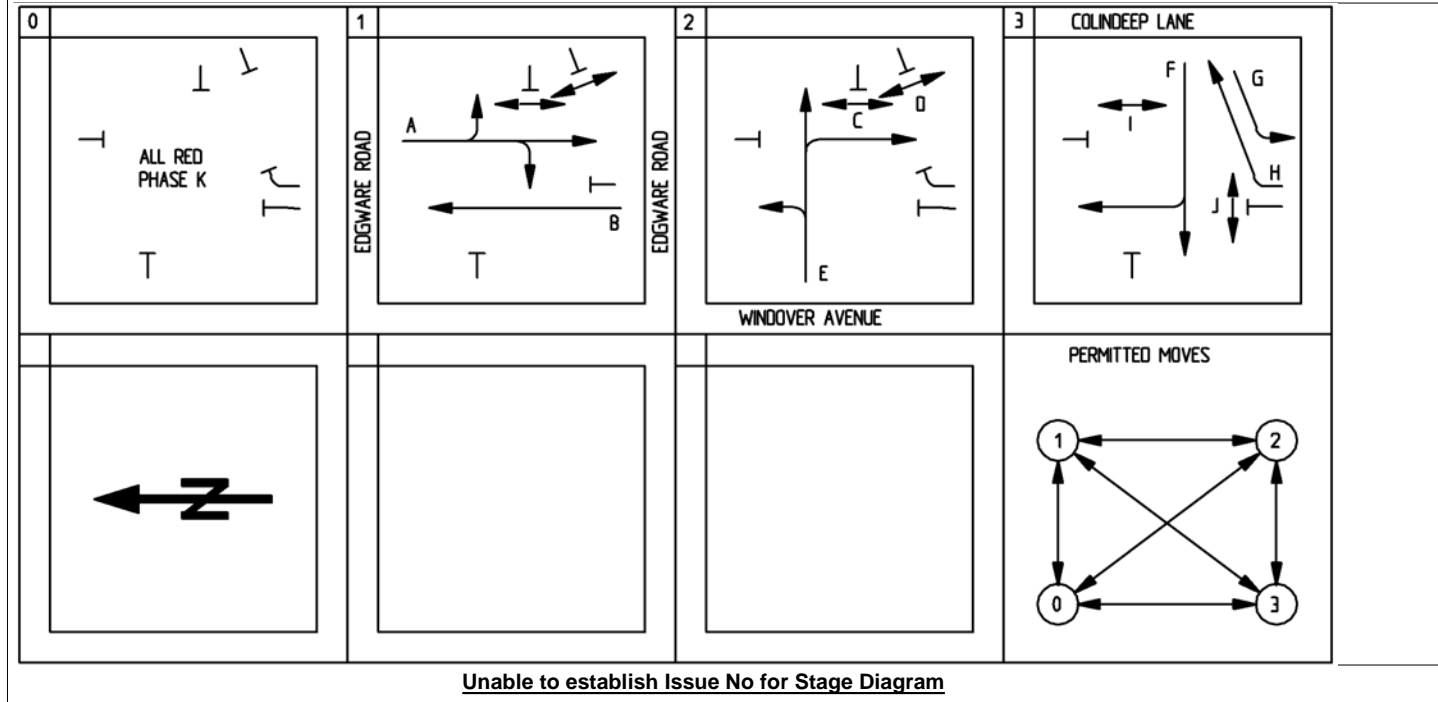 0
1
2
3
COLINDEEP LANE
ALL RED
PHASE K
EDGWARE ROAD
A
B
EDGWARE ROAD
C
D
E
WINDOVER AVENUE
F
G
H
I
J
N
PERMITTED MOVES
1
2
0
3
Unable to establish Issue No for Stage Diagram